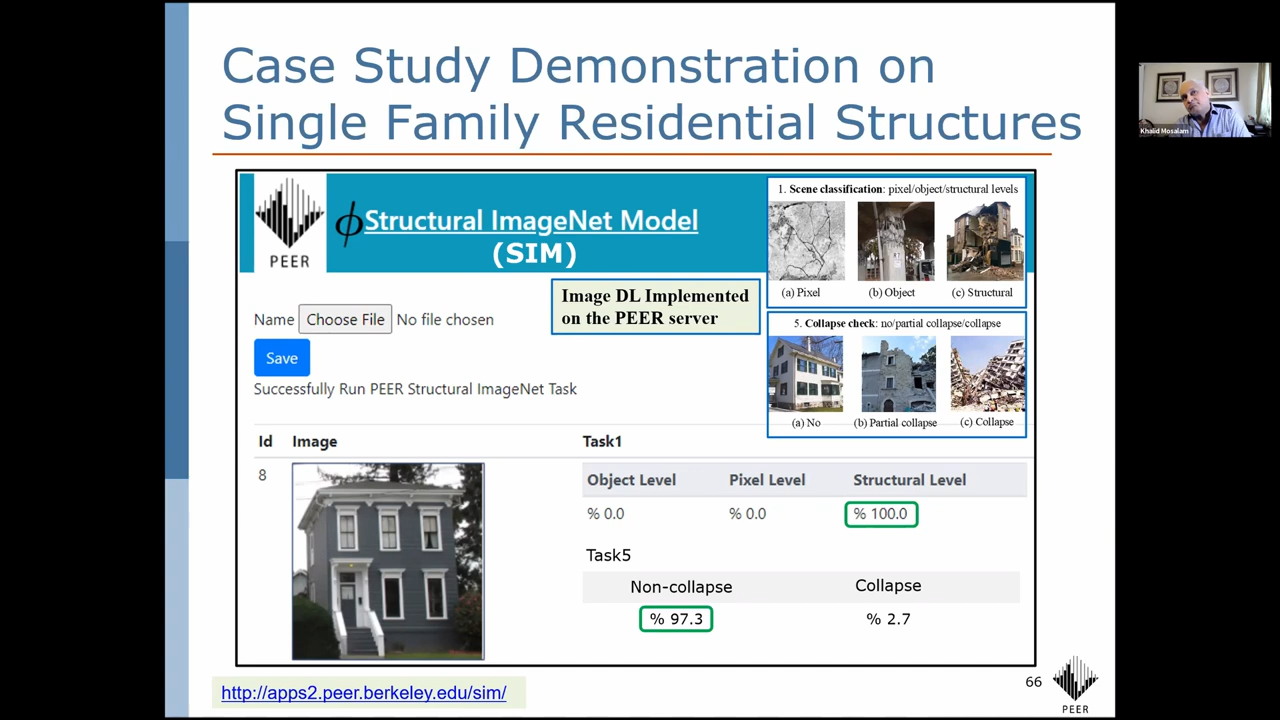 Case Study Demonstration on
Single Family Residential Structures
Khalid Mosalam
PEER
ϕStructural ImageNet Model
(SIM)
1. Scene classification: pixel/object/structural levels
(a) Pixel (b) Object (c) Structural
Image DL Implemented
on the PEER server
Name Choose File No file chosen
Save
Successfully Run PEER Structural ImageNet Task
5. Collapse check: no/partial collapse/collapse
(a) No (b) Partial collapse (c) Collapse
Id Image Task1
8
Object Level Pixel Level Structural Level
% 0.0 % 0.0 % 100.0
Task5
Non-collapse Collapse
% 97.3 % 2.7
http://apps2.peer.berkeley.edu/sim/
66
PEER